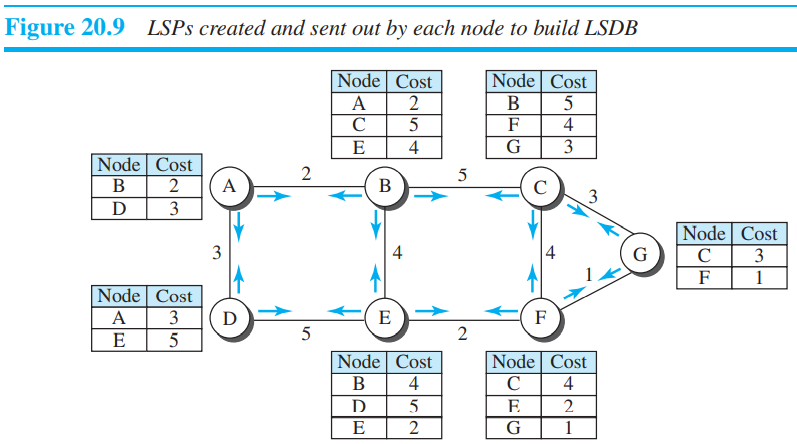 Figure 20.9 LSPs created and sent out by each node to build LSDB
Node Cost
A 2
C 5
E 4
Node Cost
B 5
F 4
G 3
Node Cost
B 2
D 3
A
2
B
5
C
3
Node Cost
C 3
F 1
G
3
4
4
1
Node Cost
A 3
E 5
D
5
E
2
F
Node Cost
B 4
D 5
E 2
Node Cost
C 4
E 2
G 1